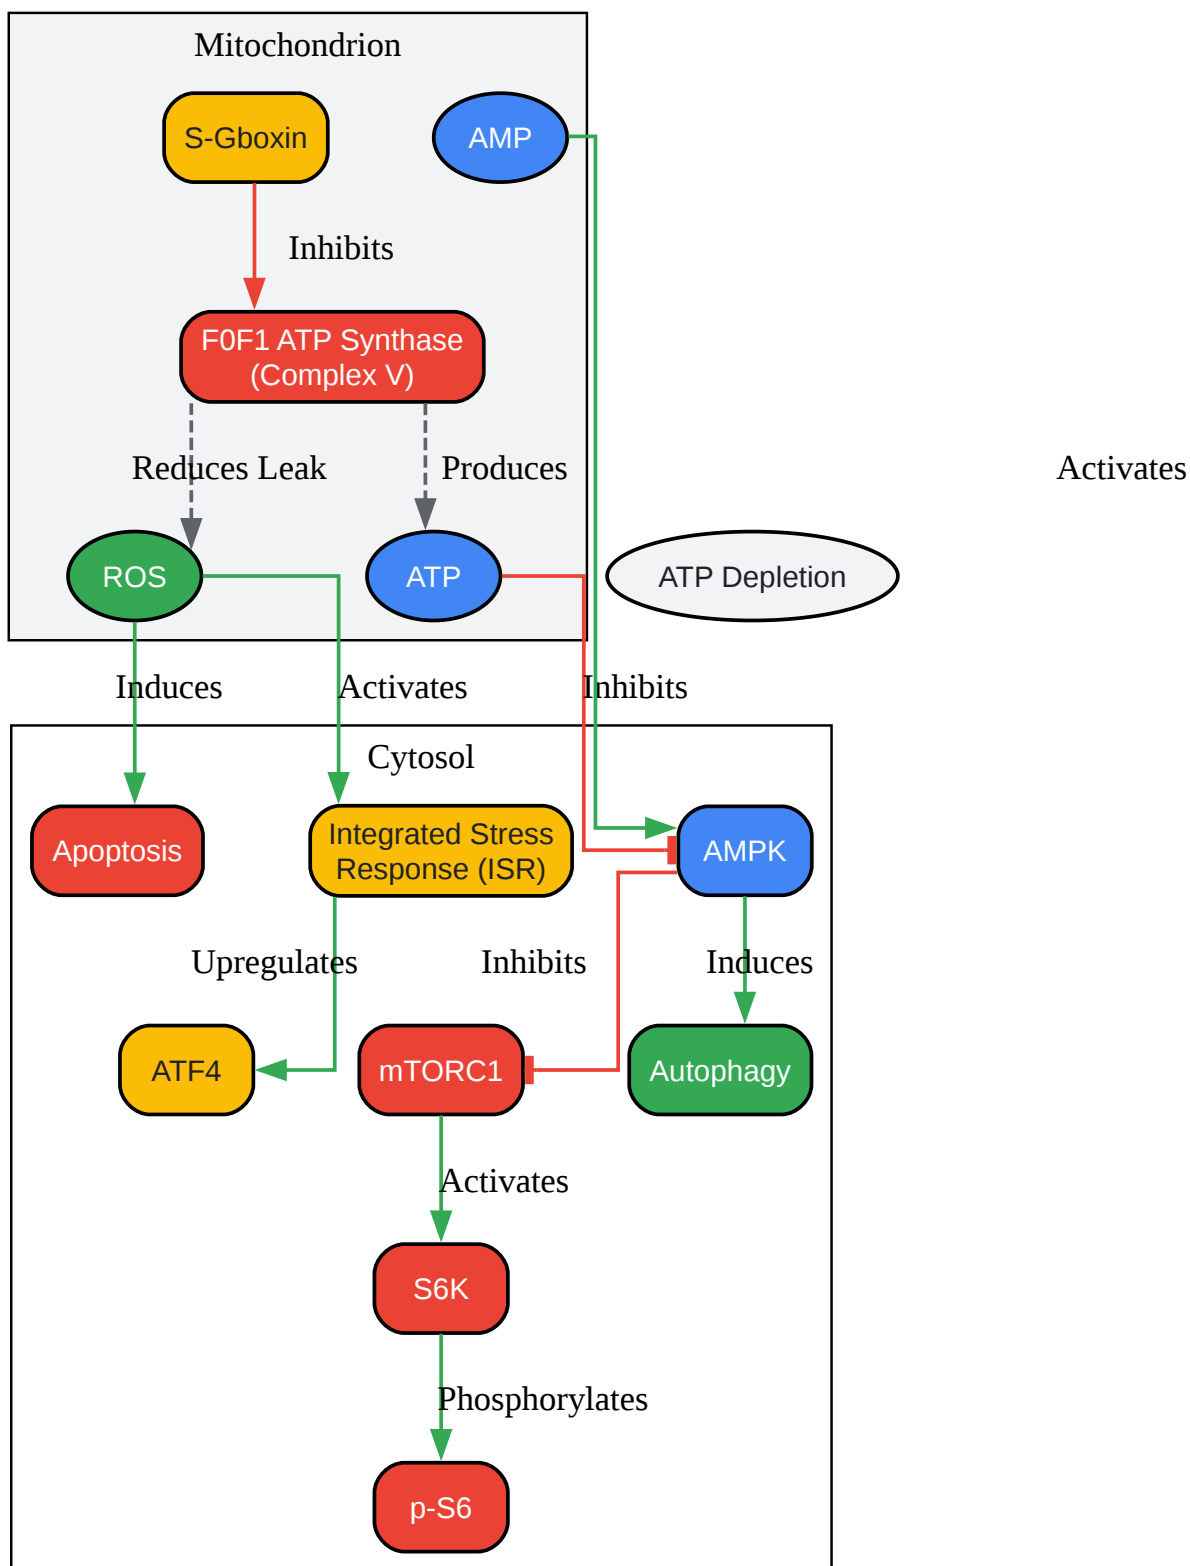 Mitochondrion
S-Gboxin
AMP
Inhibits
F0F1 ATP Synthase
(Complex V)
Reduces Leak
Produces
Activates
ROS
ATP
ATP Depletion
Induces
Activates
Inhibits
Cytosol
Apoptosis
Integrated Stress
Response (ISR)
AMPK
Upregulates
Inhibits
Induces
ATF4
mTORC1
Autophagy
Activates
S6K
Phosphorylates
p-S6